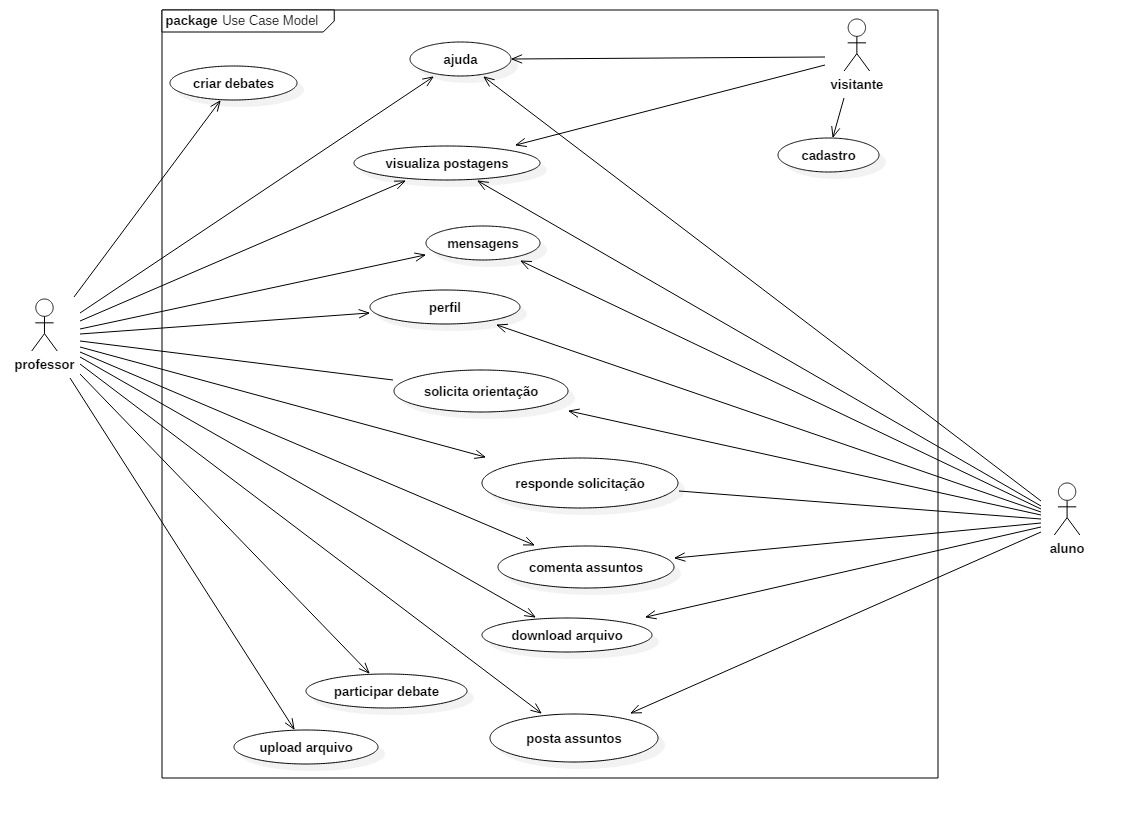 package Use Case Model
ajuda
criar debates
visitante
visualiza postagens
cadastro
mensagens
perfil
professor
solicita orientação
responde solicitação
aluno
comenta assuntos
download arquivo
participar debate
posta assuntos
upload arquivo